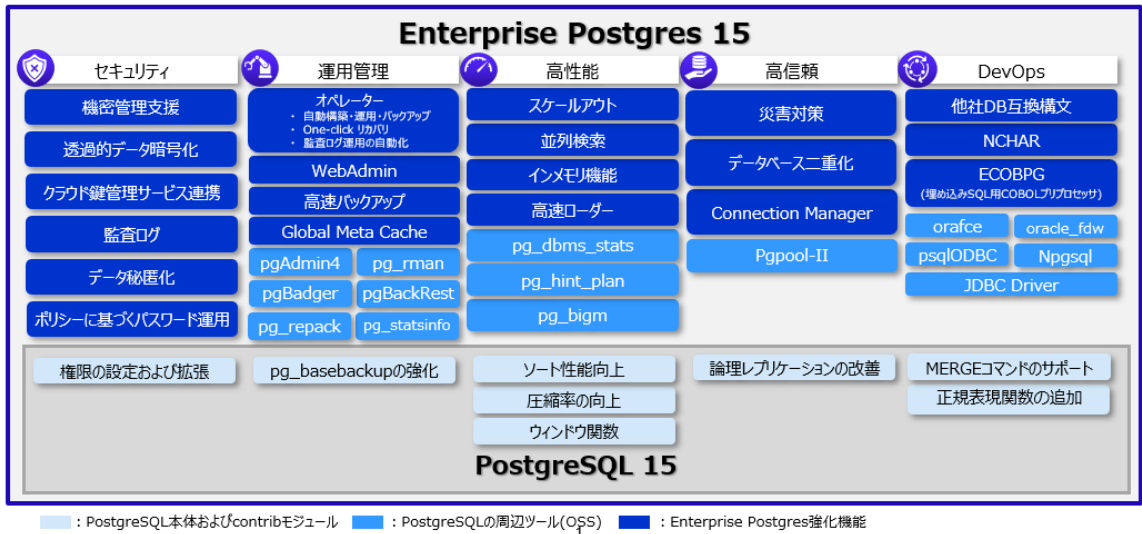 Enterprise Postgres 15
セキュリティ
運用管理
高性能
高信頼
DevOps
機密管理支援
透過的データ暗号化
クラウド鍵管理サービス連携
監査ログ
データ秘匿化
ポリシーに基づくパスワード運用
オペレーター
・ 自動構築・運用・バックアップ
・ One-click リカバリ
・ 監査ログ運用の自動化
WebAdmin
高速バックアップ
Global Meta Cache
pgAdmin4
pg_rman
pgBadger
pgBackRest
pg_repack
pg_statsinfo
スケールアウト
並列検索
インメモリ機能
高速ローダー
pg_dbms_stats
pg_hint_plan
pg_bigm
災害対策
データベース二重化
Connection Manager
Pgpool-II
他社DB互換構文
NCHAR
ECOBPG
(埋め込みSQL用COBOLプリプロセッサ)
orafce
oracle_fdw
psqlODBC
Npgsql
JDBC Driver
権限の設定および拡張
pg_basebackupの強化
ソート性能向上
圧縮率の向上
ウィンドウ関数
論理レプリケーションの改善
MERGEコマンドのサポート
正規表現関数の追加
PostgreSQL 15
：PostgreSQL本体およびcontribモジュール
：PostgreSQLの周辺ツール(OSS)
：Enterprise Postgres強化機能
1